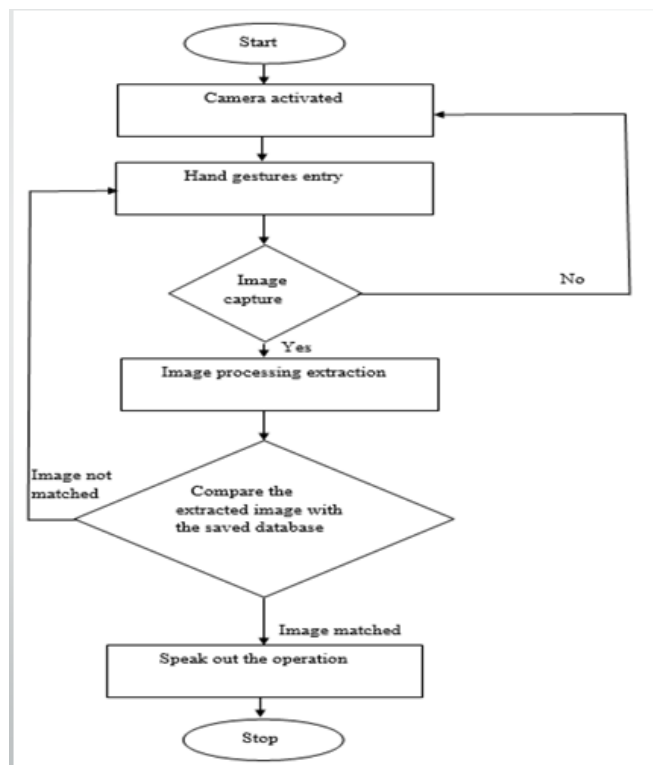 Start
Camera activated
Hand gestures entry
Image
capture
No
Yes
Image processing extraction
Image not
matched
Compare the
extracted image with
the saved database
Image matched
Speak out the operation
Stop